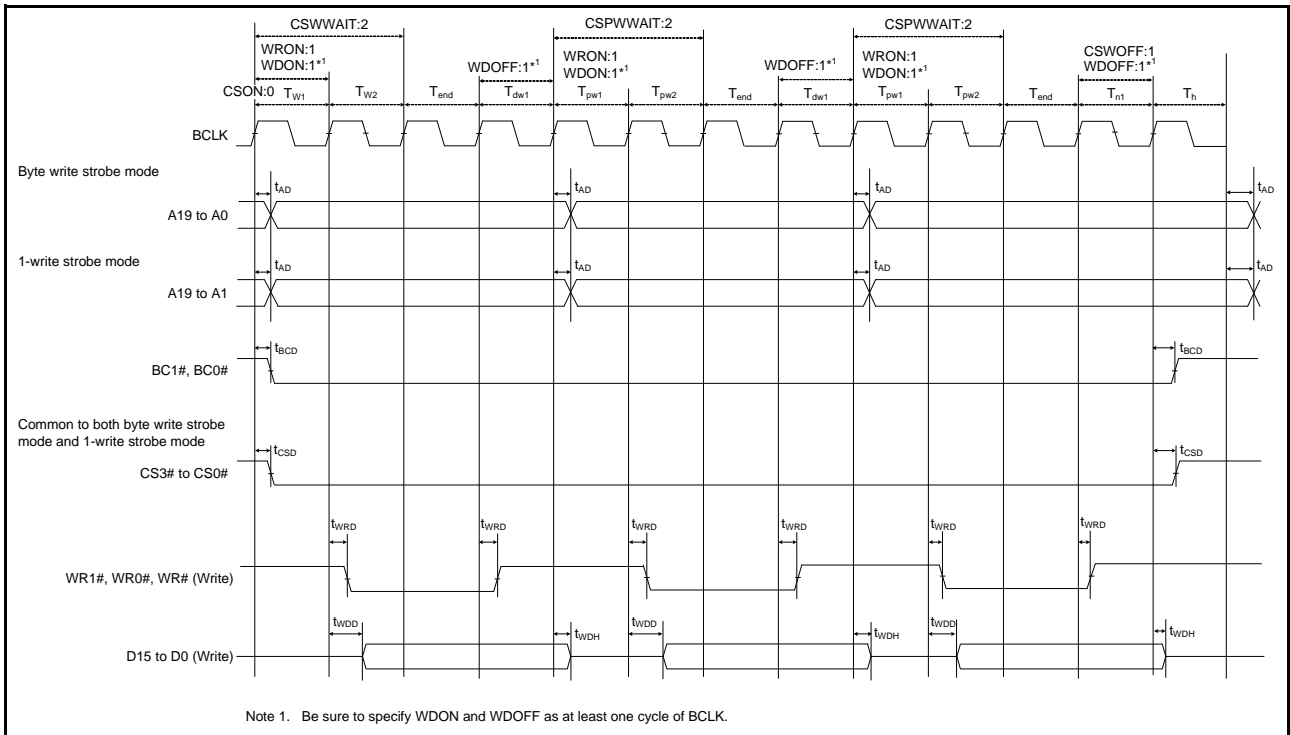 CSWWAIT:2 CSPWWAIT:2 CSPWWAIT:2
WRON:1 WRON:1 WRON:1 CSWOFF:1
WDON:1*1 WDOFF:1*1 WDON:1*1 WDOFF:1*1 WDON:1*1 WDOFF:1*1
CSON:0 TW1 TW2 Tend Tdw1 Tpw1 Tpw2 Tend Tdw1 Tpw1 Tpw2 Tend Tn1 Th
BCLK
Byte write strobe mode
tAD tAD tAD tAD
A19 to A0
1-write strobe mode
tAD tAD tAD tAD
A19 to A1
tBCD tBCD
BC1#, BC0#
Common to both byte write strobe
mode and 1-write strobe mode
tCSD tCSD
CS3# to CS0#
tWRD tWRD tWRD tWRD tWRD tWRD
WR1#, WR0#, WR# (Write)
tWDD tWDH tWDD tWDH tWDD tWDH
D15 to D0 (Write)
Note 1. Be sure to specify WDON and WDOFF as at least one cycle of BCLK.